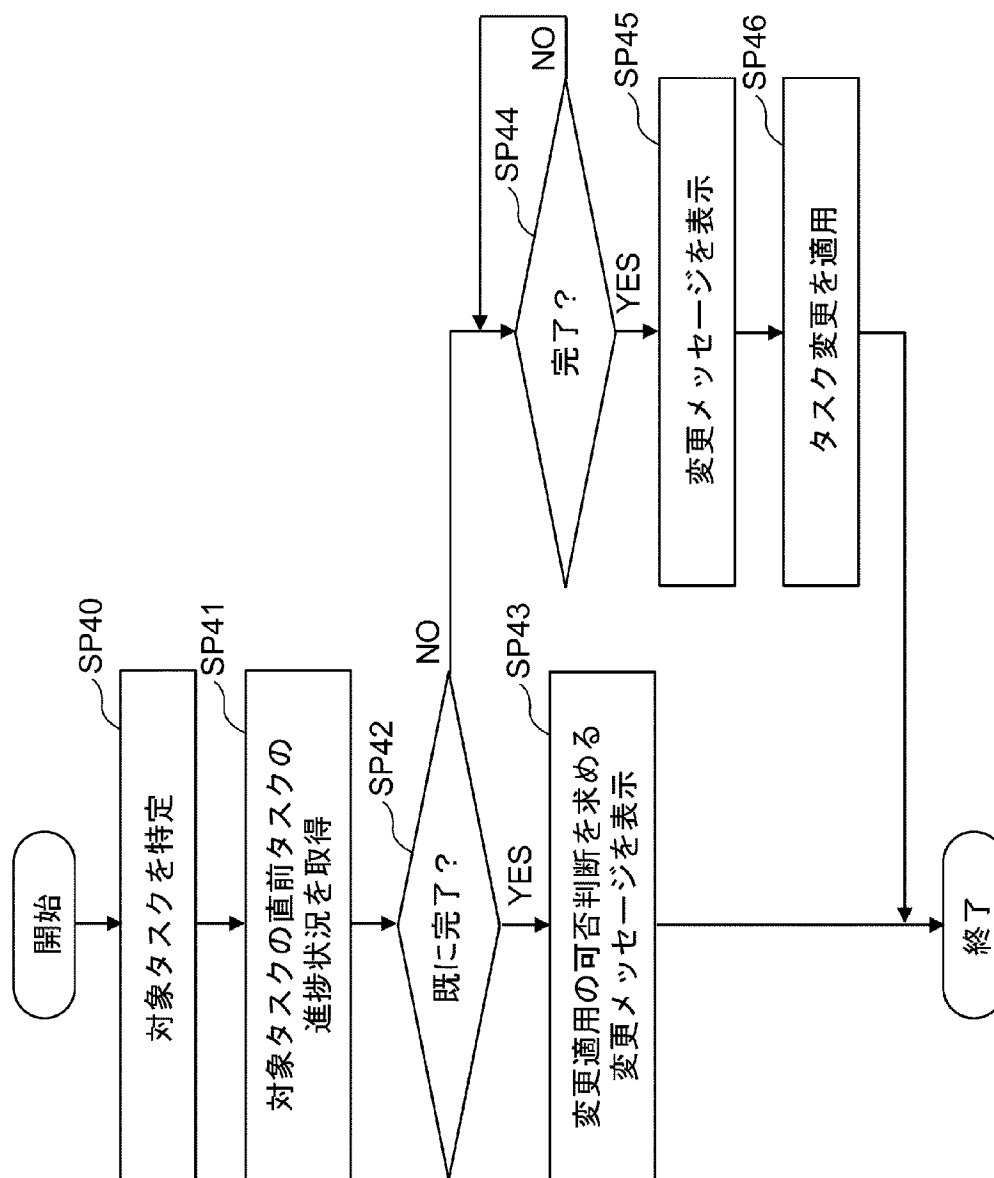 開始
SP40
対象タスクを特定
SP41
対象タスクの直前タスクの
進捗状況を取得
SP42
既に完了？
NO
YES
SP43
変更適用の可否判断を求める
変更メッセージを表示
SP44
完了？
NO
YES
SP45
変更メッセージを表示
SP46
タスク変更を適用
終了